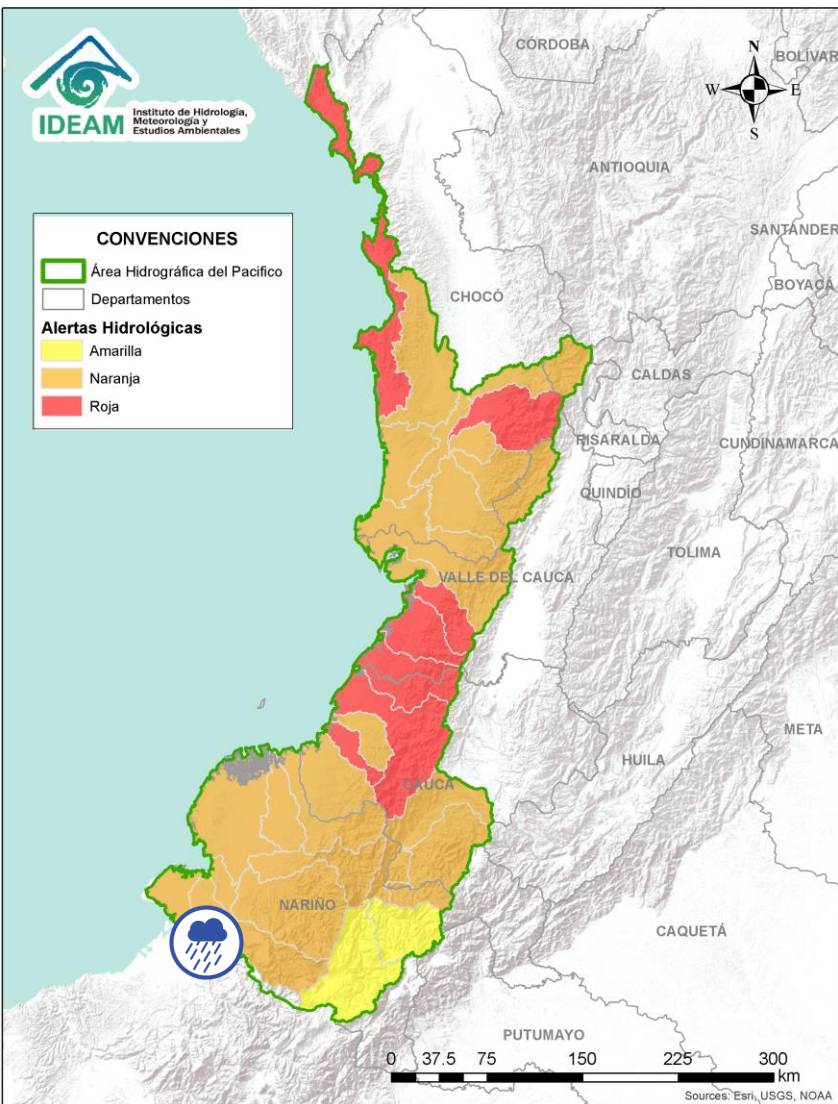 IDEAM
Instituto de Hidrología,
Meteorología y
Estudios Ambientales
N
W
E
S
CONVENCIONES
Área Hidrográfica del Pacifico
Departamentos
Alertas Hidrológicas
Amarilla
Naranja
Roja
CÓRDOBA
BOLÍVAR
ANTIOQUIA
SANTANDER
BOYACÁ
CHOCÓ
CALDAS
RISARALDA
CUNDINAMARCA
QUINDÍO
TOLIMA
VALLE DEL CAUCA
META
HUILA
CAUCA
NARIÑO
CAQUETÁ
PUTUMAYO
0 37.5 75 150 225 300
km
Sources: Esri, USGS, NOAA